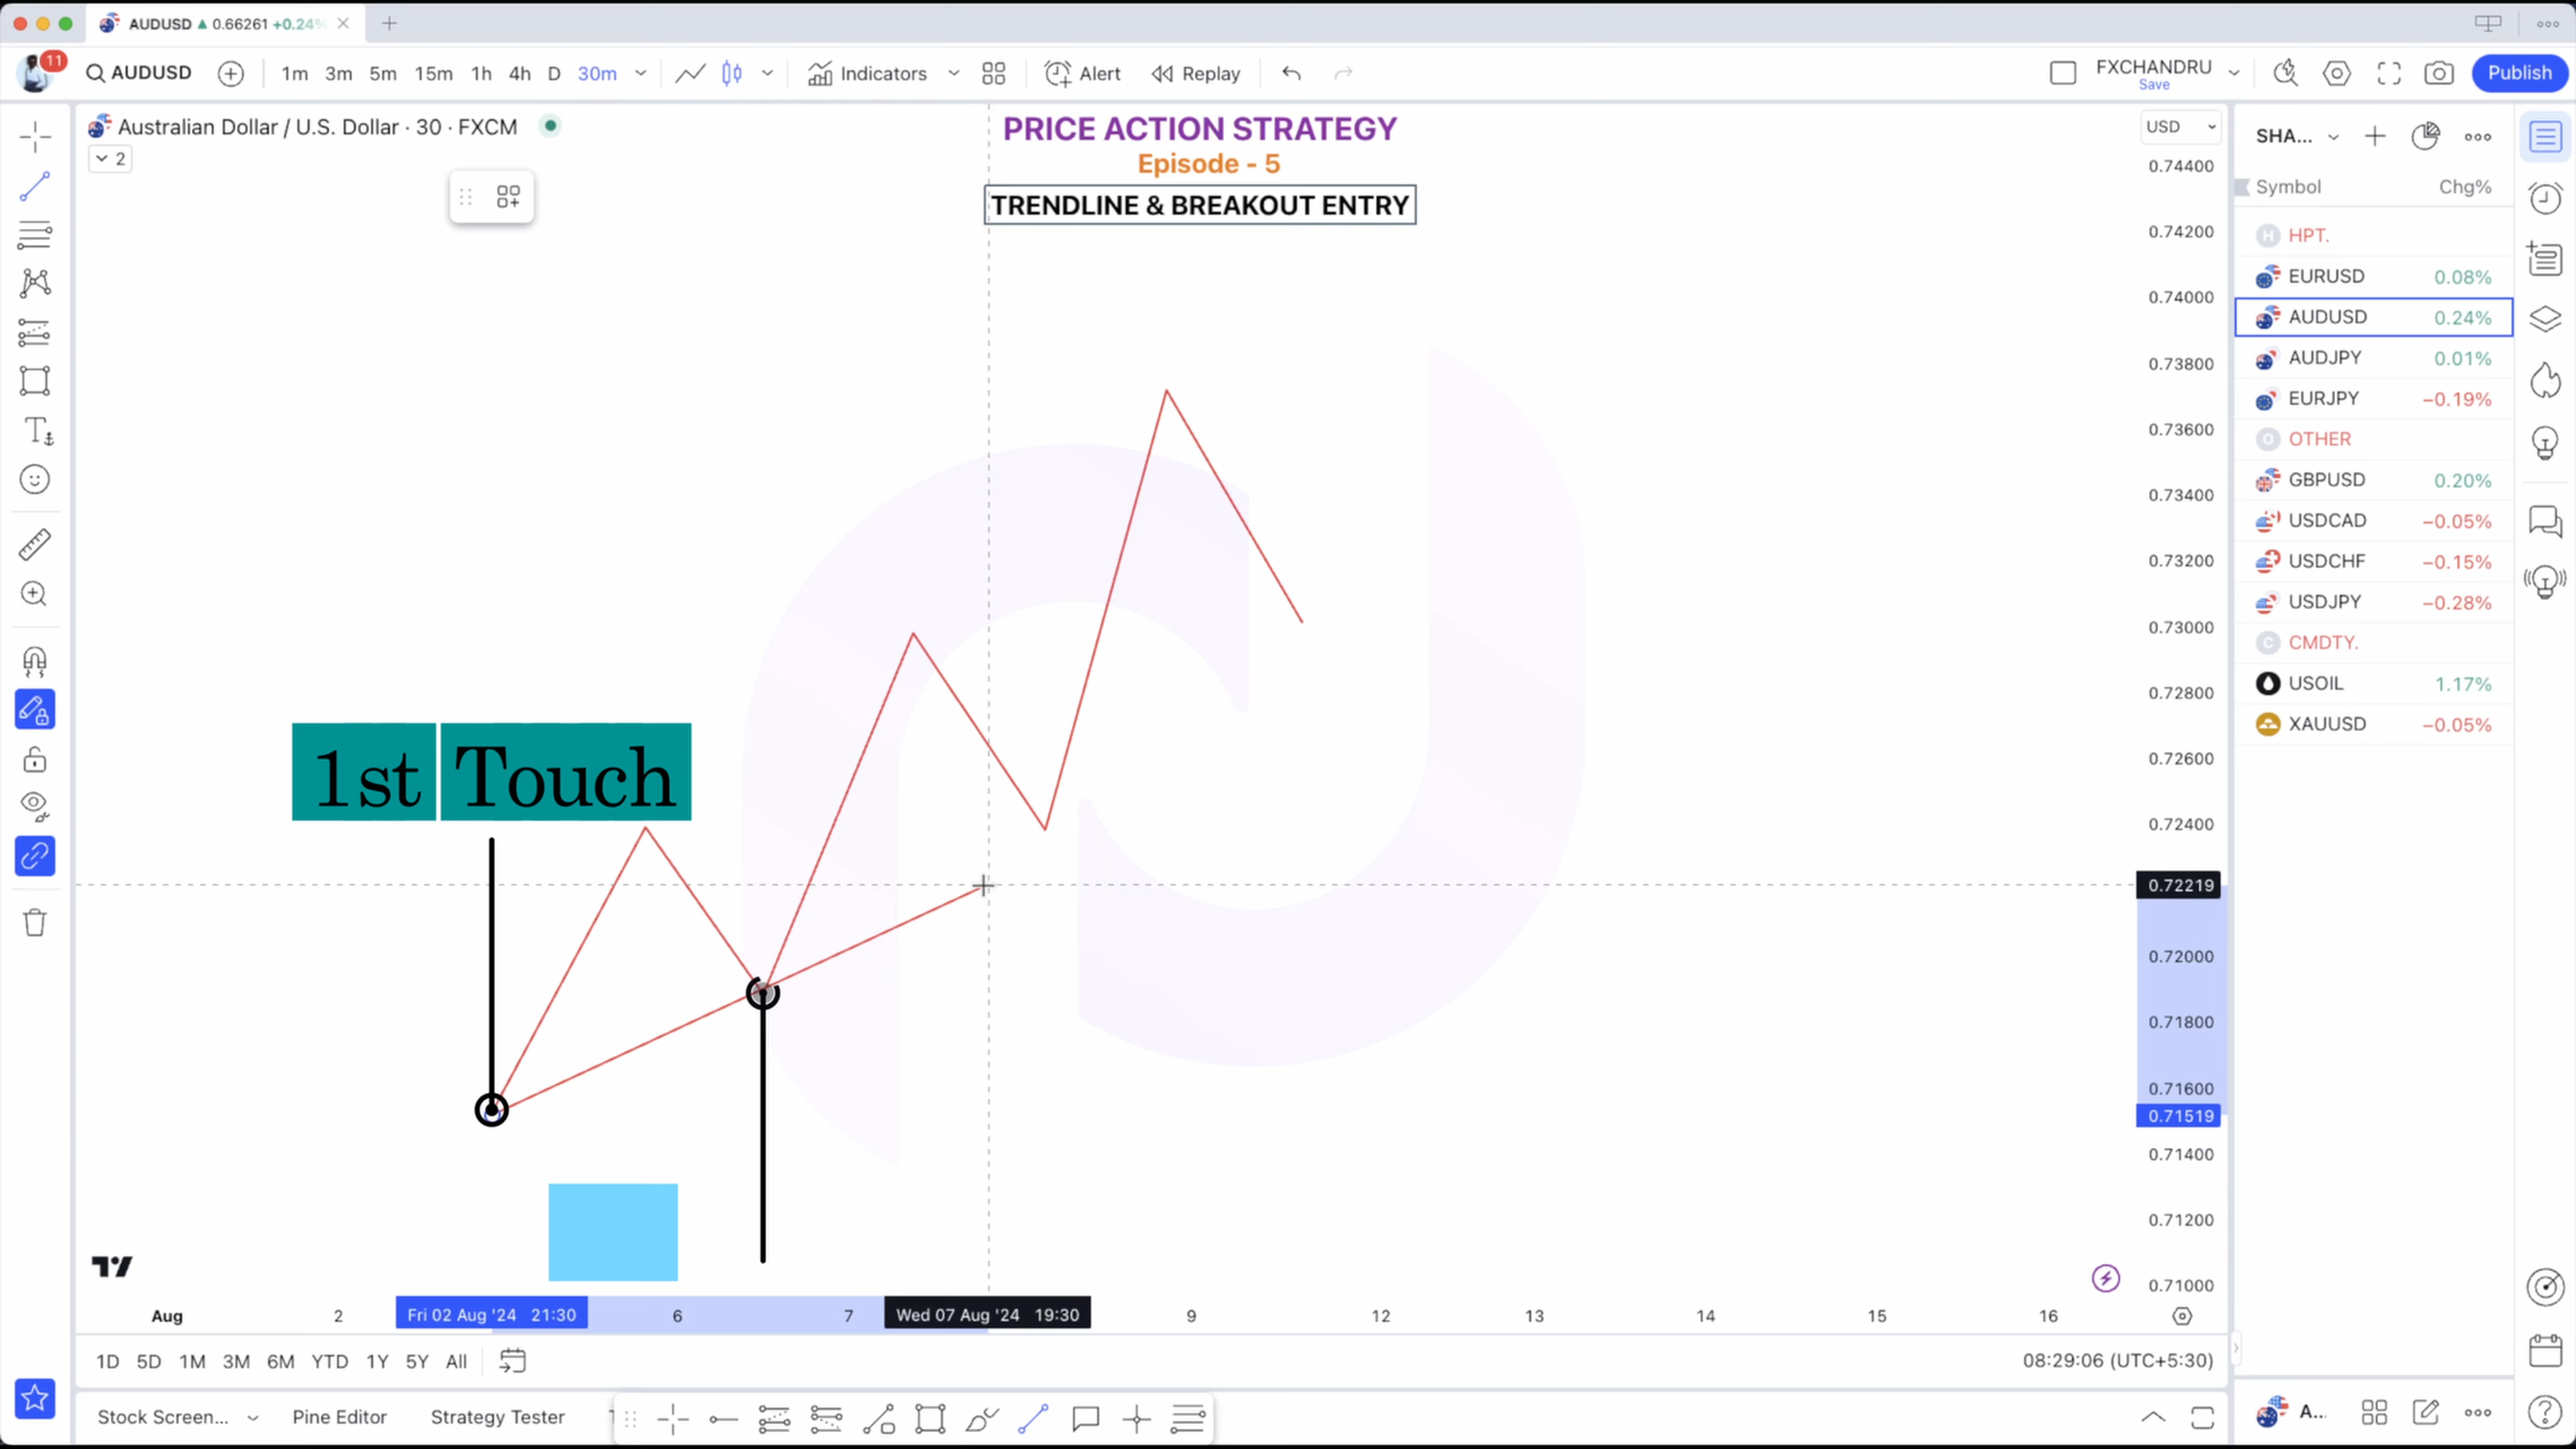 AUDUSD ▲ 0.66261 +0.24%
11
AUDUSD
1m 3m 5m 15m 1h 4h D 30m
Indicators
Alert
Replay
FXCHANDRU
Save
Publish
Australian Dollar / U.S. Dollar · 30 · FXCM
2
PRICE ACTION STRATEGY
Episode - 5
TRENDLINE & BREAKOUT ENTRY
1st Touch
USD
0.74400
0.74200
0.74000
0.73800
0.73600
0.73400
0.73200
0.73000
0.72800
0.72600
0.72400
0.72219
0.72000
0.71800
0.71600
0.71519
0.71400
0.71200
0.71000
Aug 2 Fri 02 Aug '24 21:30 6 7 Wed 07 Aug '24 19:30 9 12 13 14 15 16
1D 5D 1M 3M 6M YTD 1Y 5Y All
08:29:06 (UTC+5:30)
Stock Screen... Pine Editor Strategy Tester
SHA...
Symbol Chg%
H HPT.
EURUSD 0.08%
AUDUSD 0.24%
AUDJPY 0.01%
EURJPY −0.19%
O OTHER
GBPUSD 0.20%
USDCAD −0.05%
USDCHF −0.15%
USDJPY −0.28%
C CMDTY.
USOIL 1.17%
XAUUSD −0.05%
A...